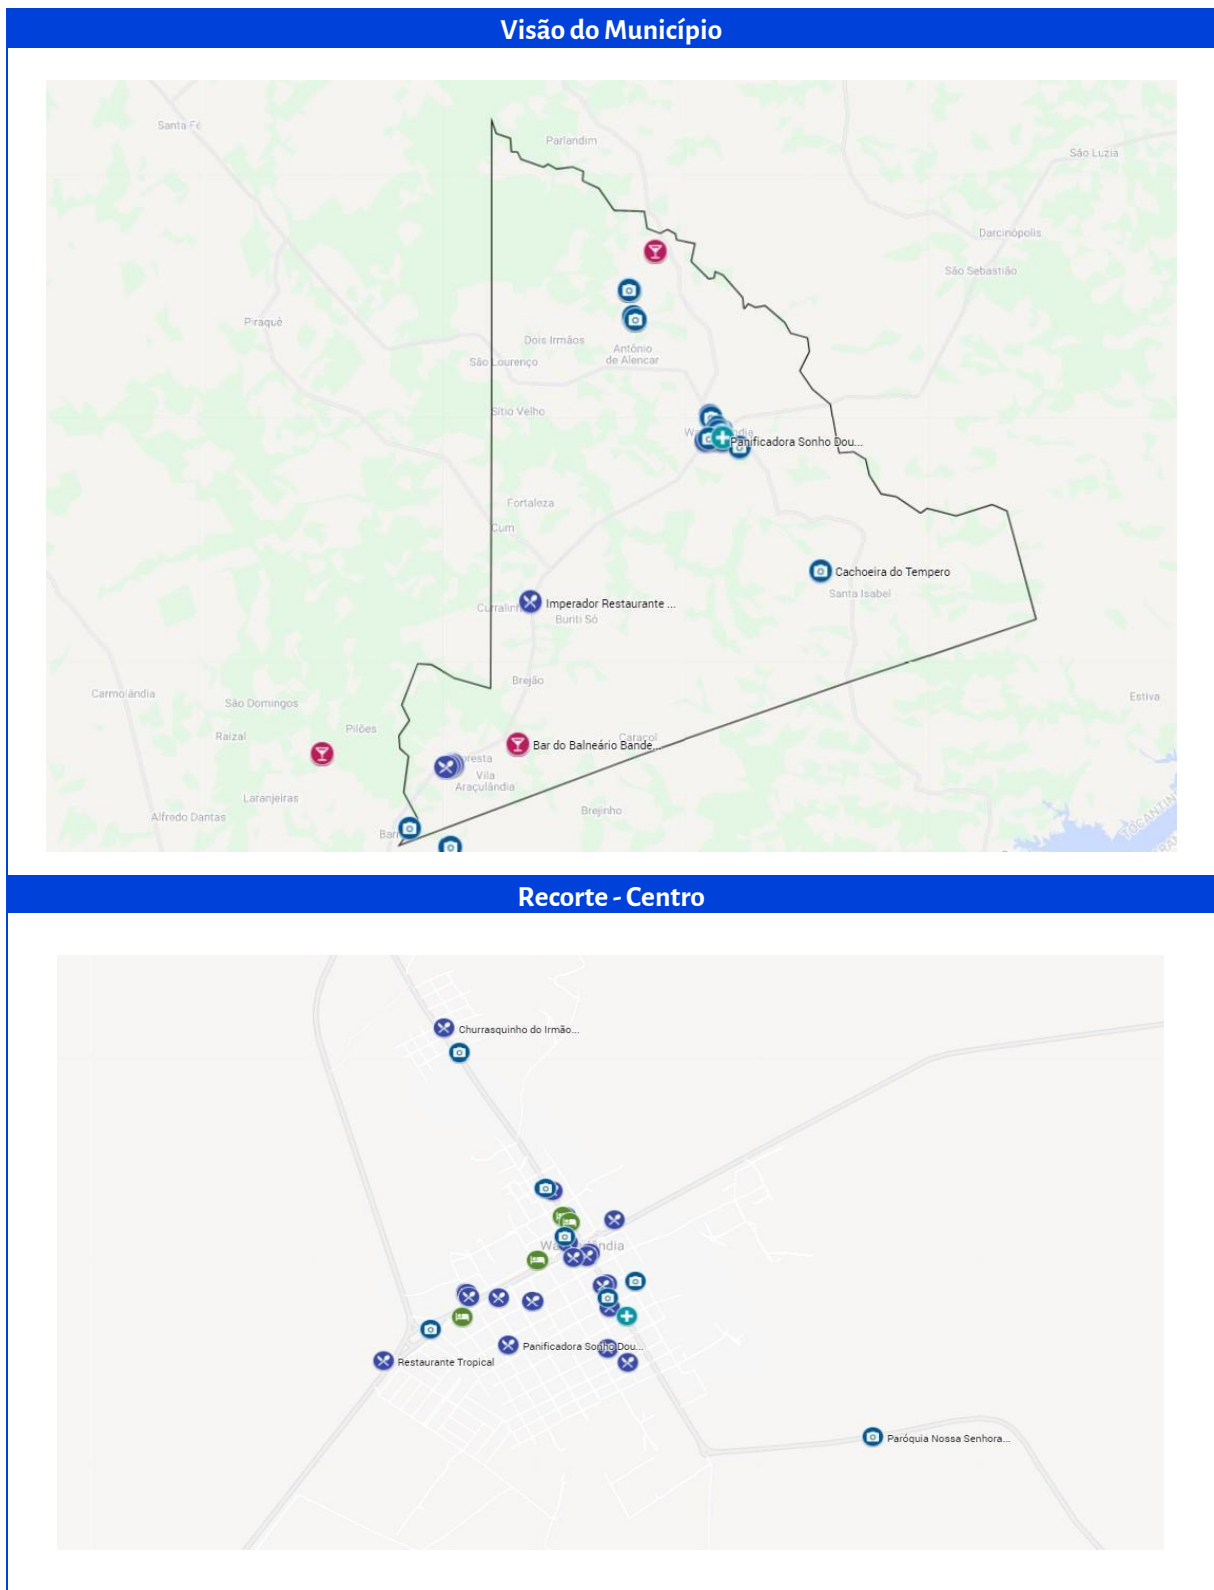 Visão do Município
Santa Fé
Parlandim
São Luzia
Darcinópolis
São Sebastião
Piraquê
Dois Irmãos
Antônio
de Alencar
São Lourenço
Sítio Velho
Panificadora Sonho Dou...
Fortaleza
Cum
Cachoeira do Tempero
Santa Isabel
Imperador Restaurante ...
Buriti Só
Brejão
Carmolândia
São Domingos
Estiva
Pilões
Raizal
Caracol
Bar do Balneário Bande...
Vila
Araçulândia
Laranjeiras
Alfredo Dantas
Brejinho
TOCANTIN
Recorte - Centro
Churrasquinho do Irmão...
Panificadora Sonho Dou...
Restaurante Tropical
Paróquia Nossa Senhora...